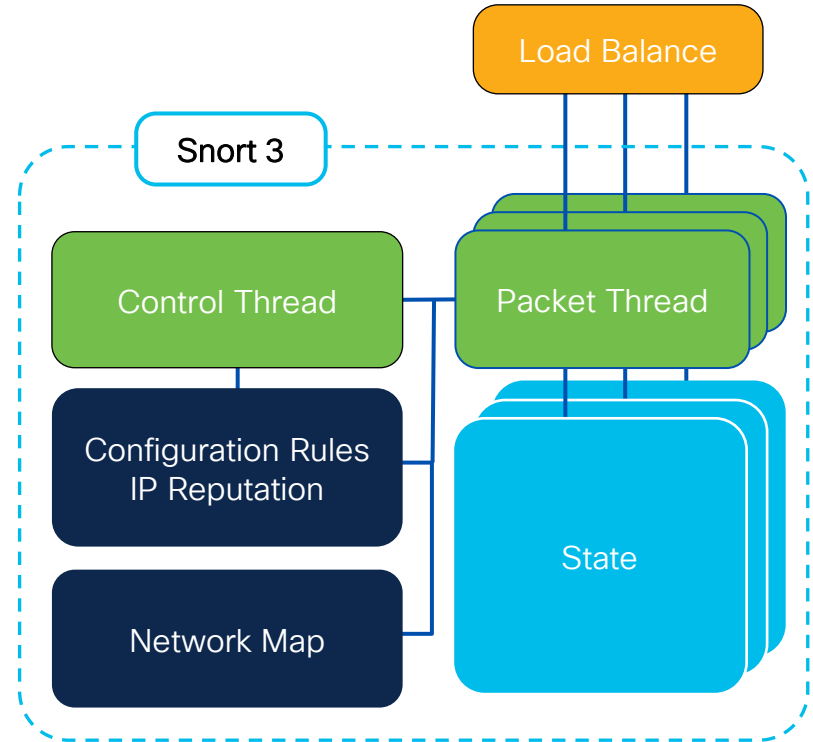 Load Balance
Snort 3
Control Thread
Packet Thread
Configuration Rules
IP Reputation
State
Network Map